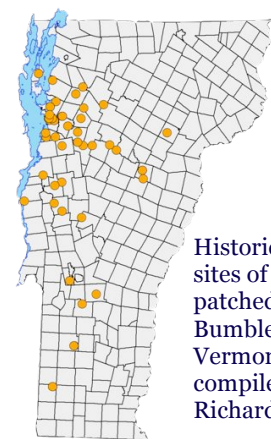 Historic
sites of
patched
Bumble
Vermon
compile
Richard